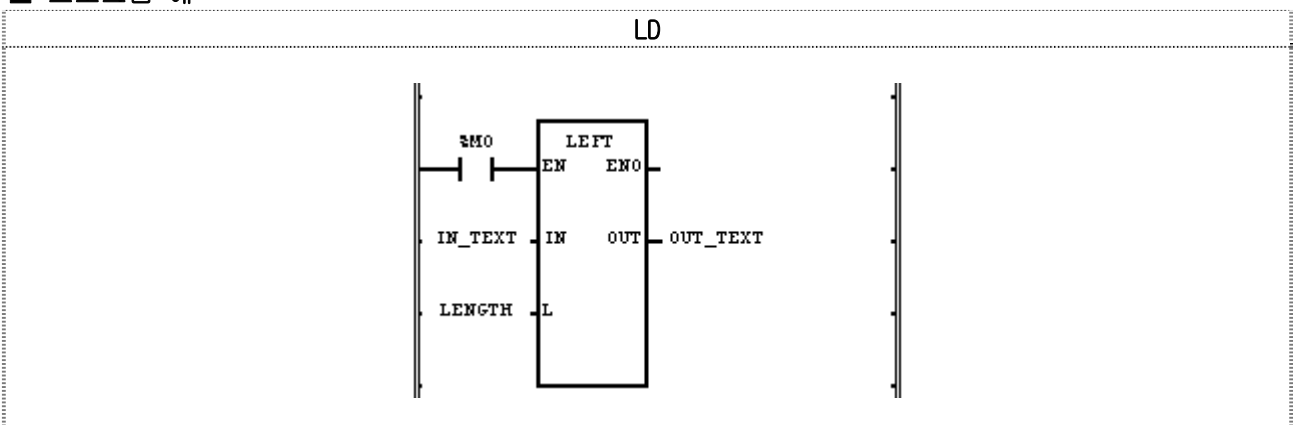 LD
%M0
LEFT
EN ENO
IN_TEXT IN OUT OUT_TEXT
LENGTH L